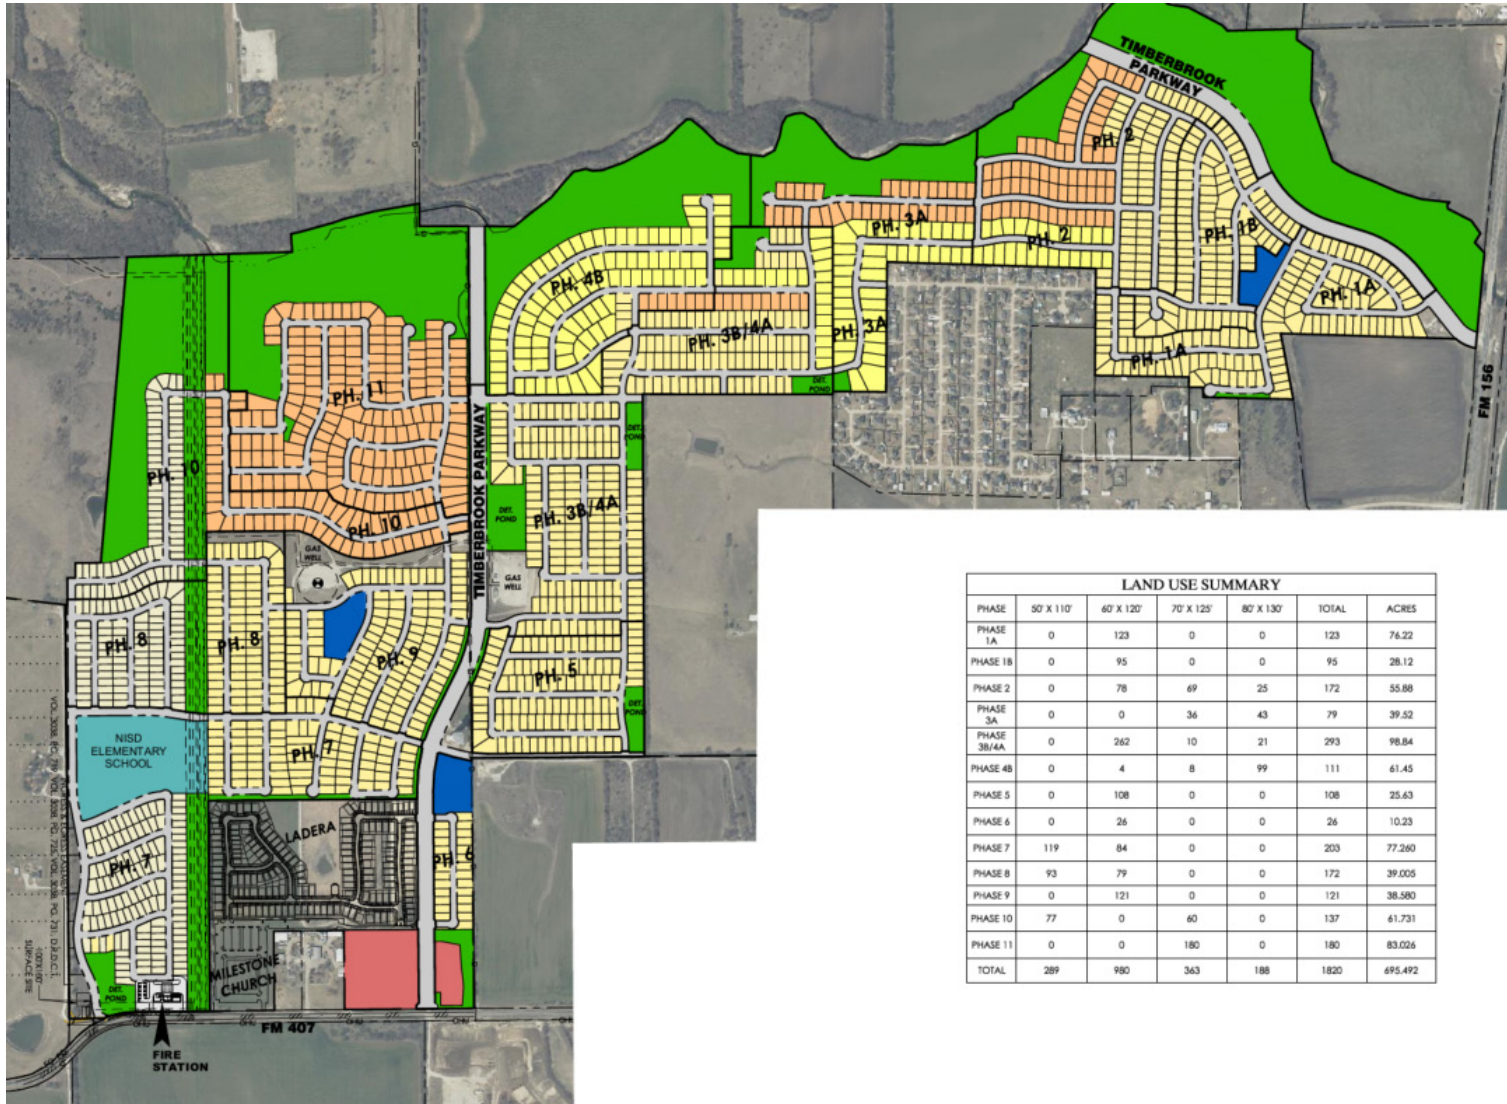 TIMBERBROOK
PARKWAY
PH. 2
PH. 3A
PH. 2
PH. 1B
PH. 4B
PH. 1A
PH. 3B/4A
PH. 3A
PH. 1A
DET.
POND
FM 156
PH. 11
TIMBERBROOK PARKWAY
DET.
POND
PH. 10
PH. 3B/4A
DET.
POND
PH. 10
GAS
WELL
GAS
WELL
PH. 8
PH. 8
PH. 9
PH. 5
DET.
POND
NISD
ELEMENTARY
SCHOOL
PH. 7
LADERA
PH. 6
PH. 7
MILESTONE
CHURCH
DET.
POND
100'X100'
SURFACE SITE
FM 407
FIRE
STATION
LAND USE SUMMARY
PHASE 50' X 110' 60' X 120' 70' X 125' 80' X 130' TOTAL ACRES
PHASE 1A 0 123 0 0 123 76.22
PHASE 1B 0 95 0 0 95 28.12
PHASE 2 0 78 69 25 172 55.88
PHASE 3A 0 0 36 43 79 39.52
PHASE 3B/4A 0 262 10 21 293 98.84
PHASE 4B 0 4 8 99 111 61.45
PHASE 5 0 108 0 0 108 25.63
PHASE 6 0 26 0 0 26 10.23
PHASE 7 119 84 0 0 203 77.260
PHASE 8 93 79 0 0 172 39.005
PHASE 9 0 121 0 0 121 38.580
PHASE 10 77 0 60 0 137 61.731
PHASE 11 0 0 180 0 180 83.026
TOTAL 289 980 363 188 1820 695.492